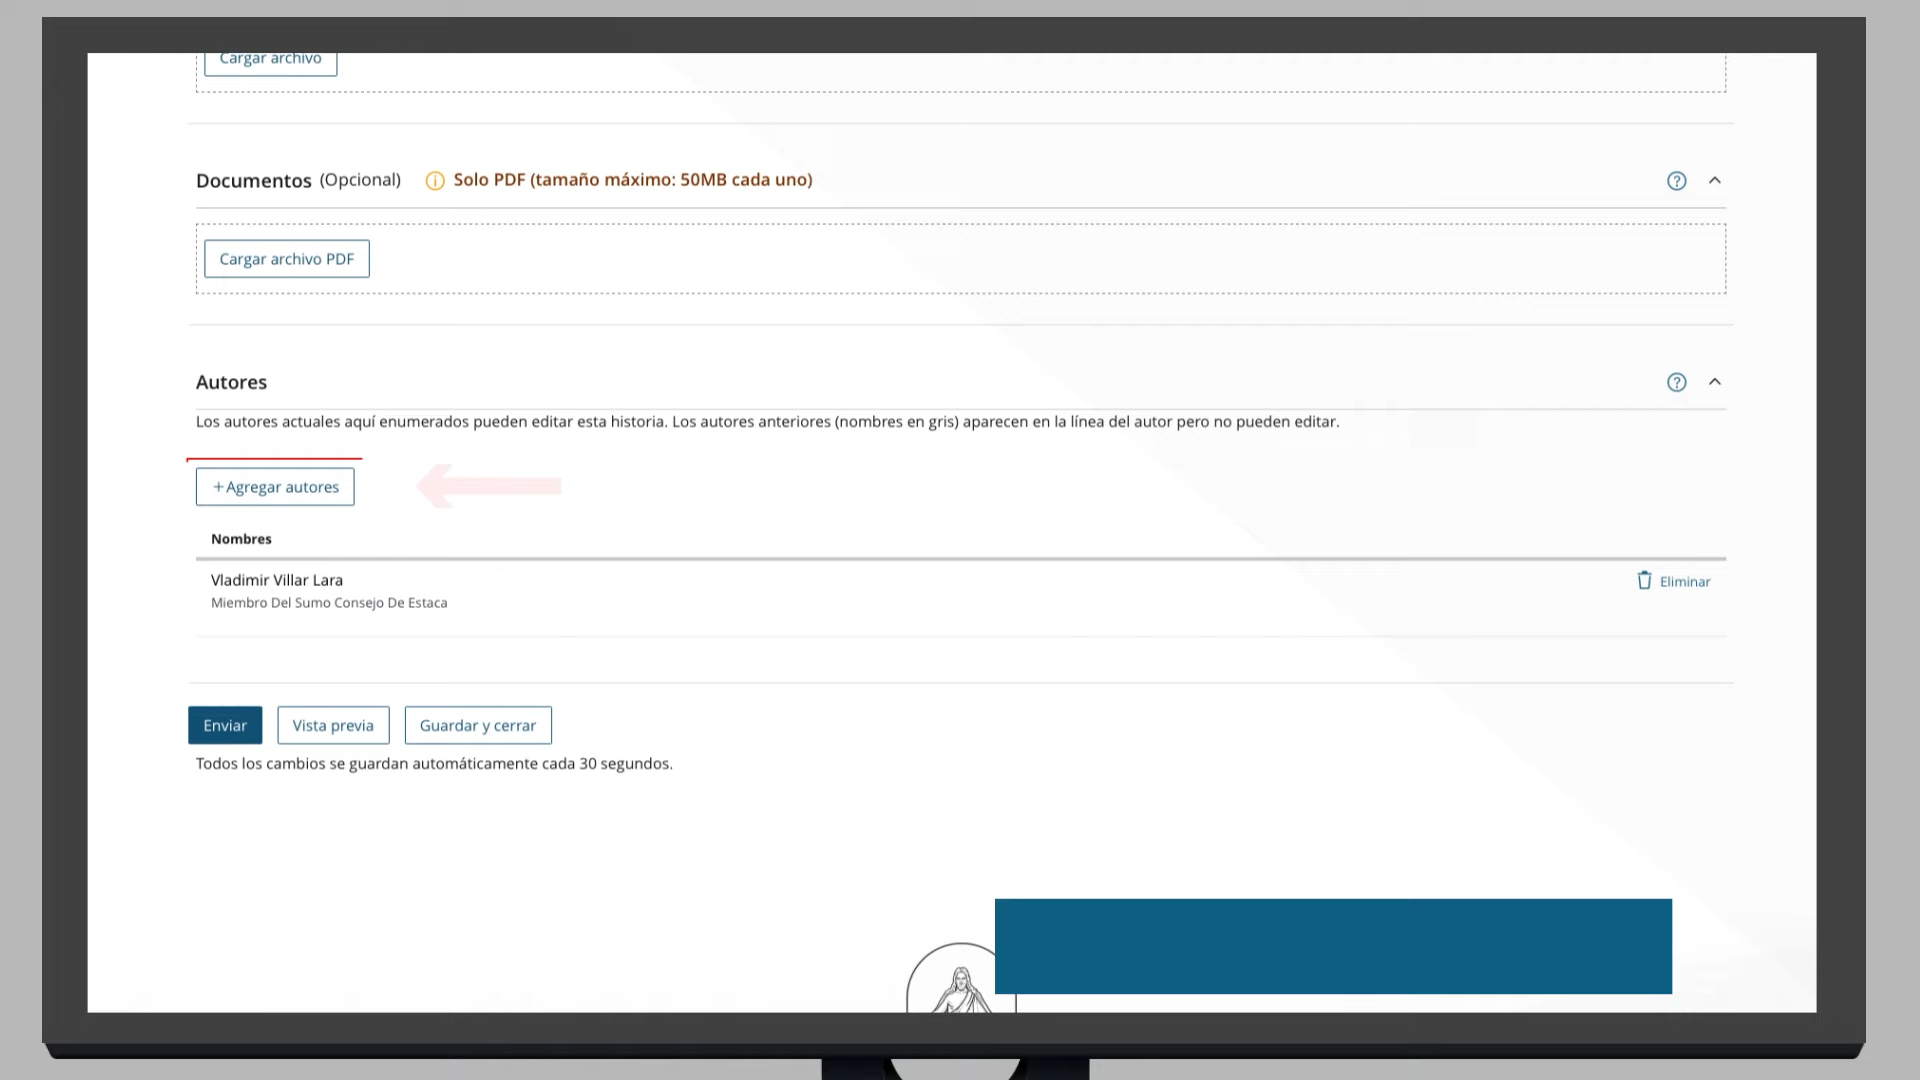 Cargar archivo
Documentos (Opcional) Solo PDF (tamaño máximo: 50MB cada uno)
Cargar archivo PDF
Autores
Los autores actuales aquí enumerados pueden editar esta historia. Los autores anteriores (nombres en gris) aparecen en la línea del autor pero no pueden editar.
+Agregar autores
Nombres
Vladimir Villar Lara
Eliminar
Miembro Del Sumo Consejo De Estaca
Enviar Vista previa Guardar y cerrar
Todos los cambios se guardan automáticamente cada 30 segundos.